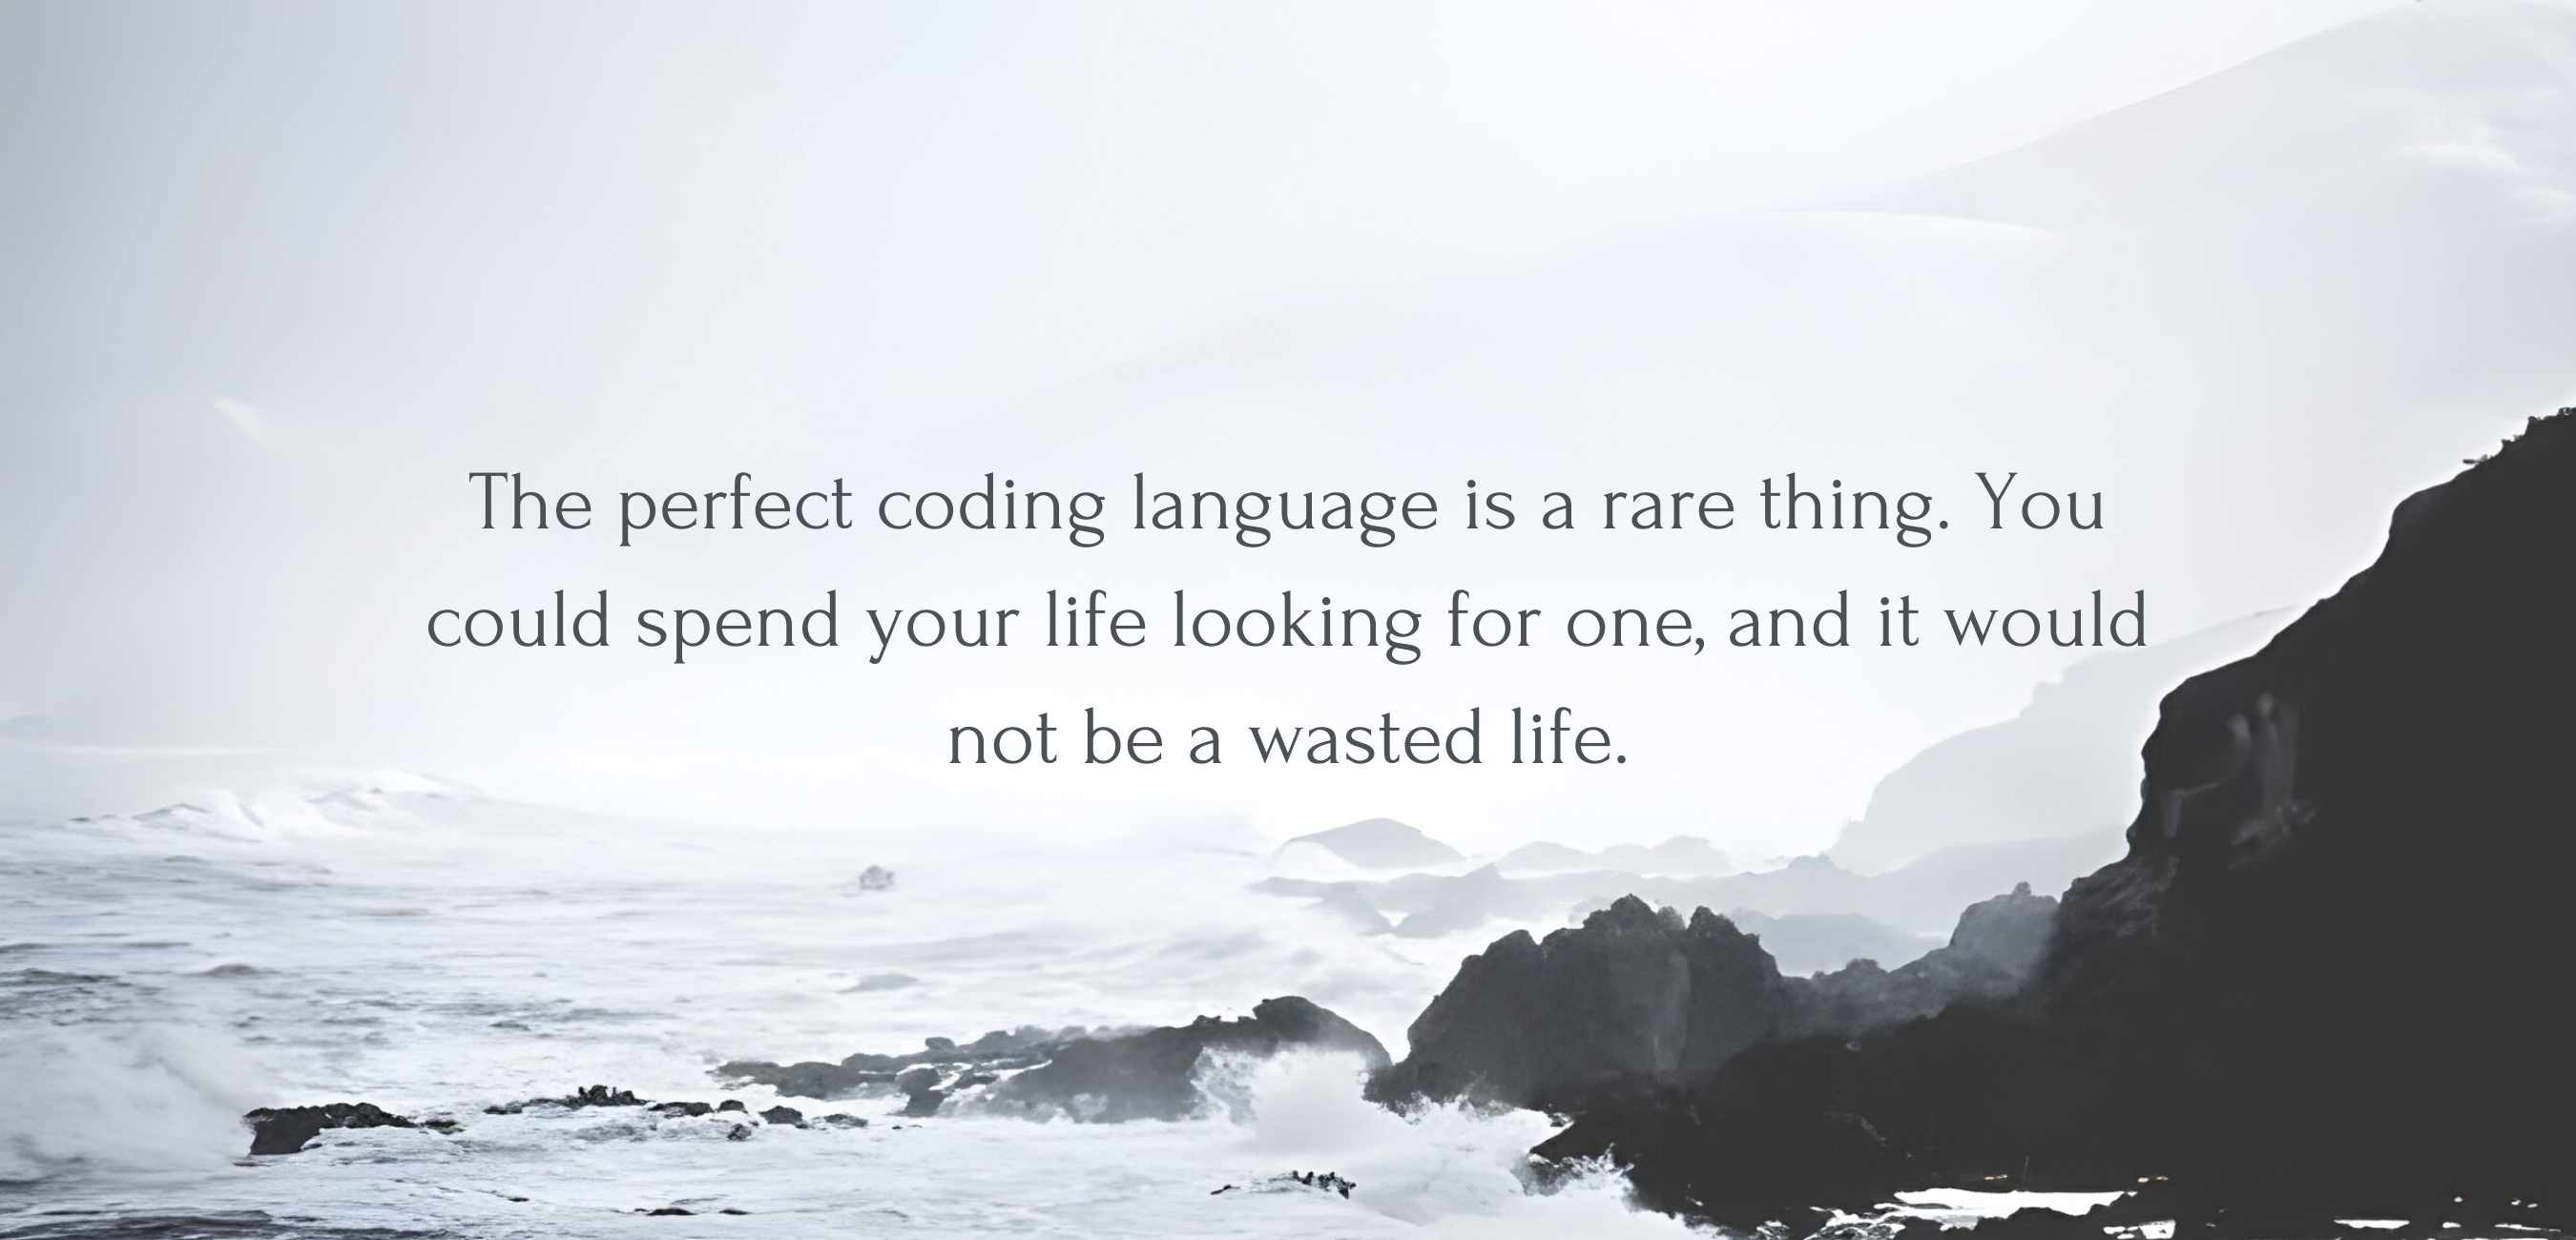 The perfect coding language is a rare thing. You
could spend your life looking for one, and it would
not be a wasted life.